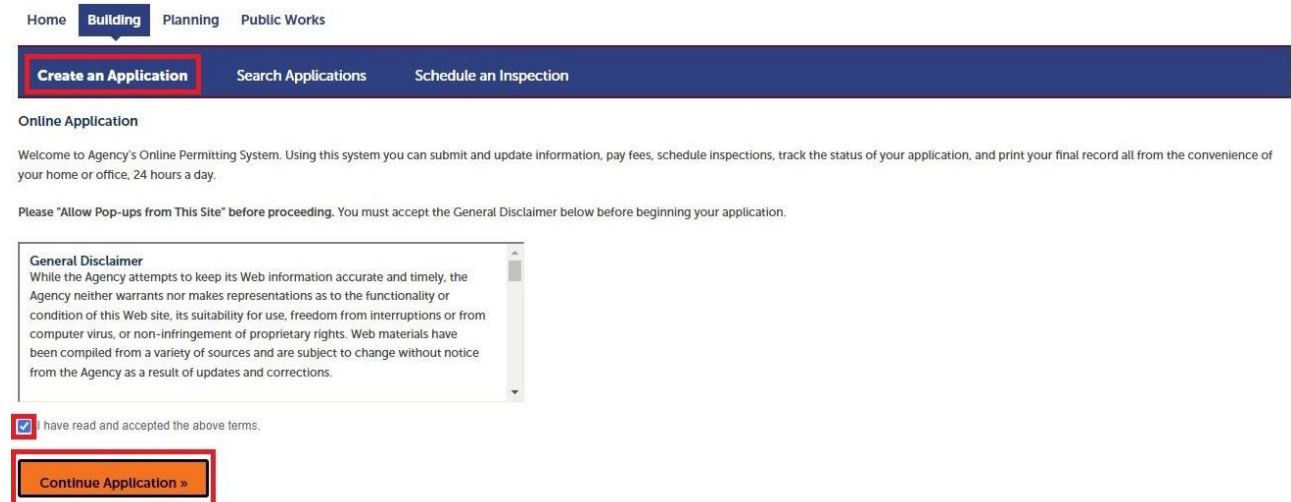 Home Building Planning Public Works
Create an Application Search Applications Schedule an Inspection
Online Application
Welcome to Agency's Online Permitting System. Using this system you can submit and update information, pay fees, schedule inspections, track the status of your application, and print your final record all from the convenience of
your home or office, 24 hours a day.
Please "Allow Pop-ups from This Site" before proceeding. You must accept the General Disclaimer below before beginning your application.
General Disclaimer
While the Agency attempts to keep its Web information accurate and timely, the
Agency neither warrants nor makes representations as to the functionality or
condition of this Web site, its suitability for use, freedom from interruptions or from
computer virus, or non-infringement of proprietary rights. Web materials have
been compiled from a variety of sources and are subject to change without notice
from the Agency as a result of updates and corrections.
I have read and accepted the above terms.
Continue Application »